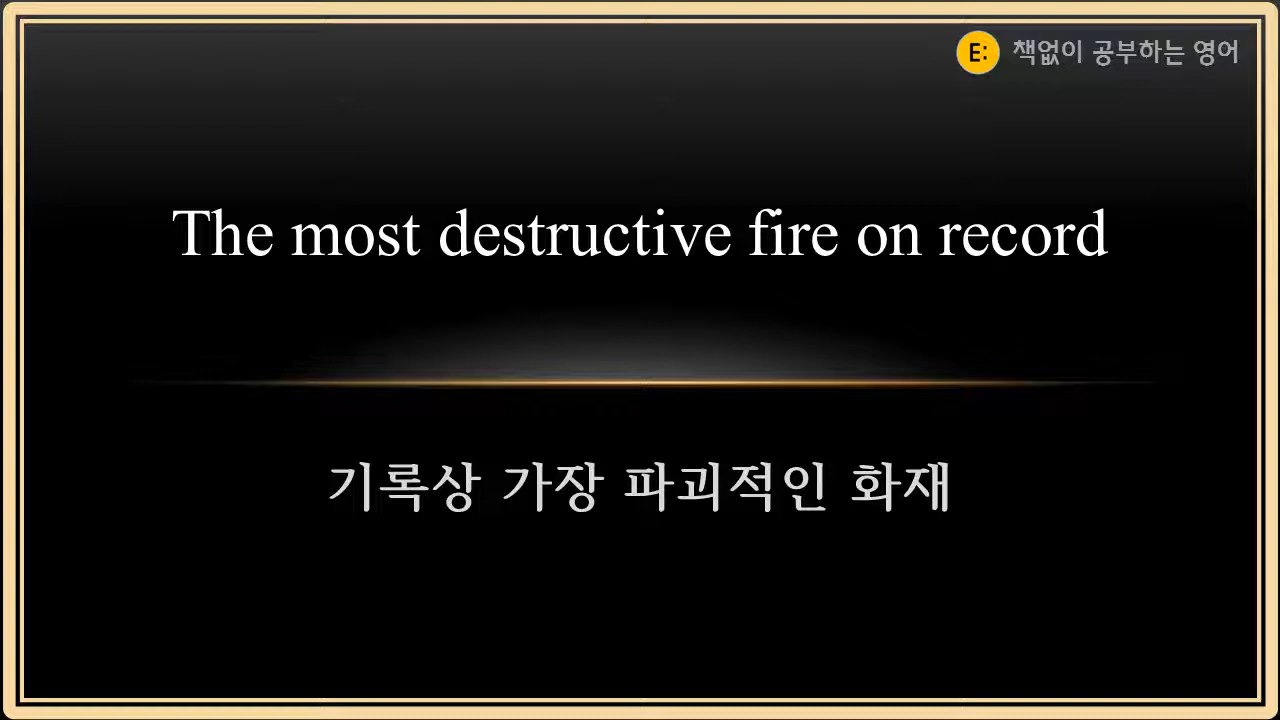 E: 책없이 공부하는 영어
The most destructive fire on record
기록상 가장 파괴적인 화재